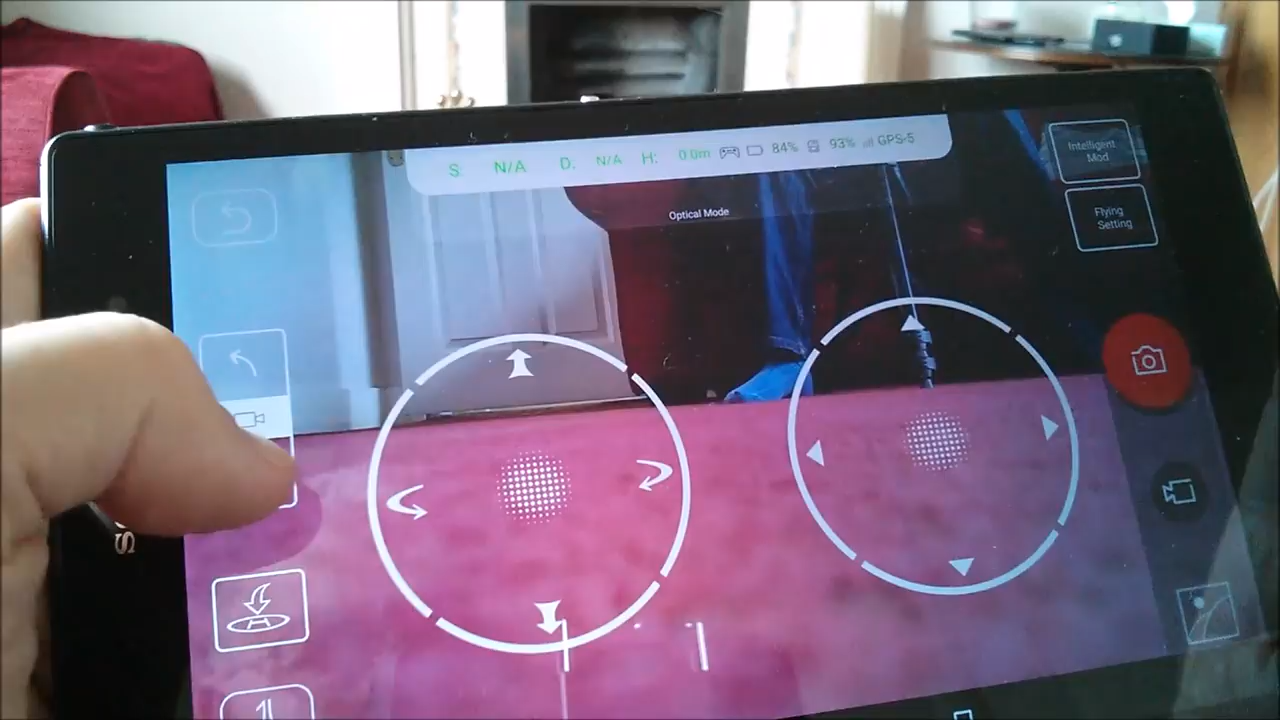 S: N/A D: N/A H: 0.0m 84% 93% GPS-5
Optical Mode
Intelligent
Mod
Flying
Setting
S